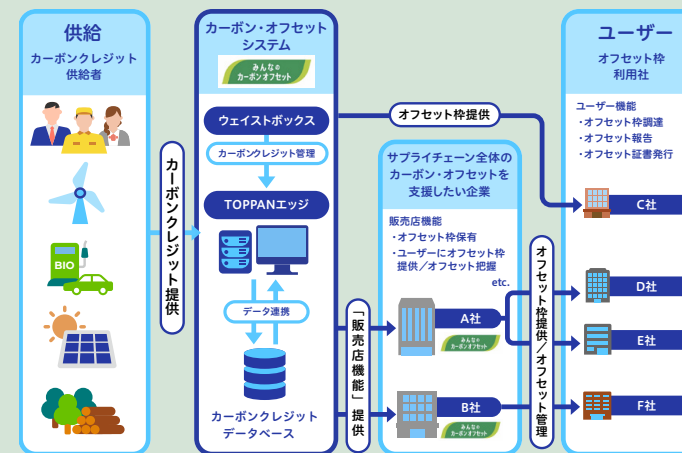 供給
カーボンクレジット
供給者
BIO
カーボンクレジット提供
カーボン・オフセット
システム
みんなの
カーボンオフセット
ウェイストボックス
カーボンクレジット管理
TOPPANエッジ
データ連携
カーボンクレジット
データベース
オフセット枠提供
「販売店機能」提供
サプライチェーン全体の
カーボン・オフセットを
支援したい企業
販売店機能
・オフセット枠保有
・ユーザーにオフセット枠
提供／オフセット把握
etc.
A社
みんなの
カーボンオフセット
B社
みんなの
カーボンオフセット
オフセット枠提供／オフセット管理
ユーザー
オフセット枠
利用社
ユーザー機能
・オフセット枠調達
・オフセット報告
・オフセット証書発行
C社
D社
E社
F社